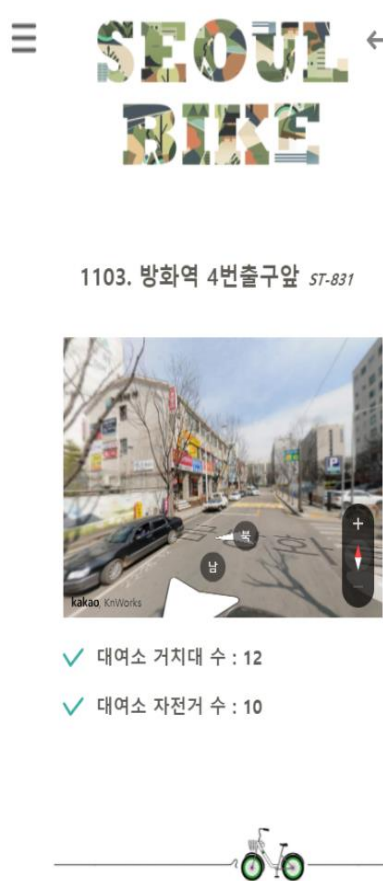 SEOUL
BIKE
1103. 방화역 4번출구앞 ST-831
북
남
P
+
−
kakao, KnWorks
대여소 거치대 수 : 12
대여소 자전거 수 : 10